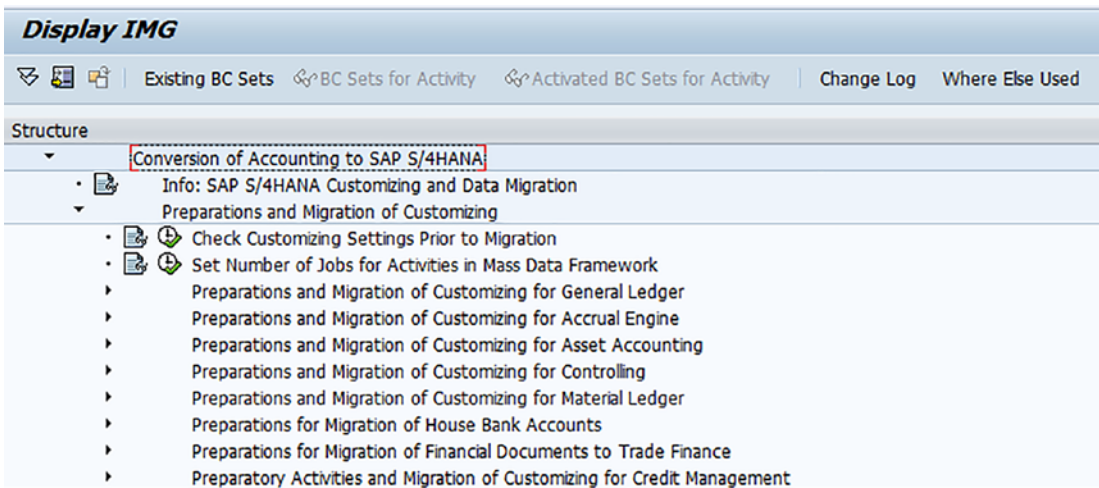 Display IMG
Existing BC Sets BC Sets for Activity Activated BC Sets for Activity Change Log Where Else Used
Structure
Conversion of Accounting to SAP S/4HANA
Info: SAP S/4HANA Customizing and Data Migration
Preparations and Migration of Customizing
Check Customizing Settings Prior to Migration
Set Number of Jobs for Activities in Mass Data Framework
Preparations and Migration of Customizing for General Ledger
Preparations and Migration of Customizing for Accrual Engine
Preparations and Migration of Customizing for Asset Accounting
Preparations and Migration of Customizing for Controlling
Preparations and Migration of Customizing for Material Ledger
Preparations for Migration of House Bank Accounts
Preparations for Migration of Financial Documents to Trade Finance
Preparatory Activities and Migration of Customizing for Credit Management